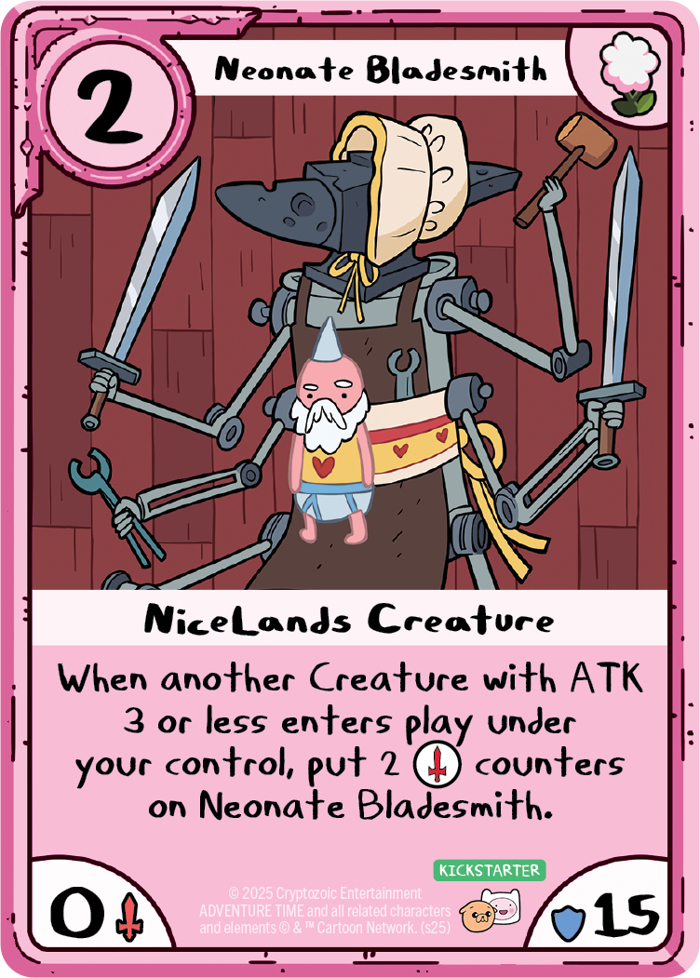 2
Neonate Bladesmith
NiceLands Creature
When another Creature with ATK
3 or less enters play under
your control, put 2 counters
on Neonate Bladesmith.
KICKSTARTER
© 2025 Cryptozoic Entertainment
ADVENTURE TIME and all related characters
and elements © & ™ Cartoon Network. (s25)
0
15